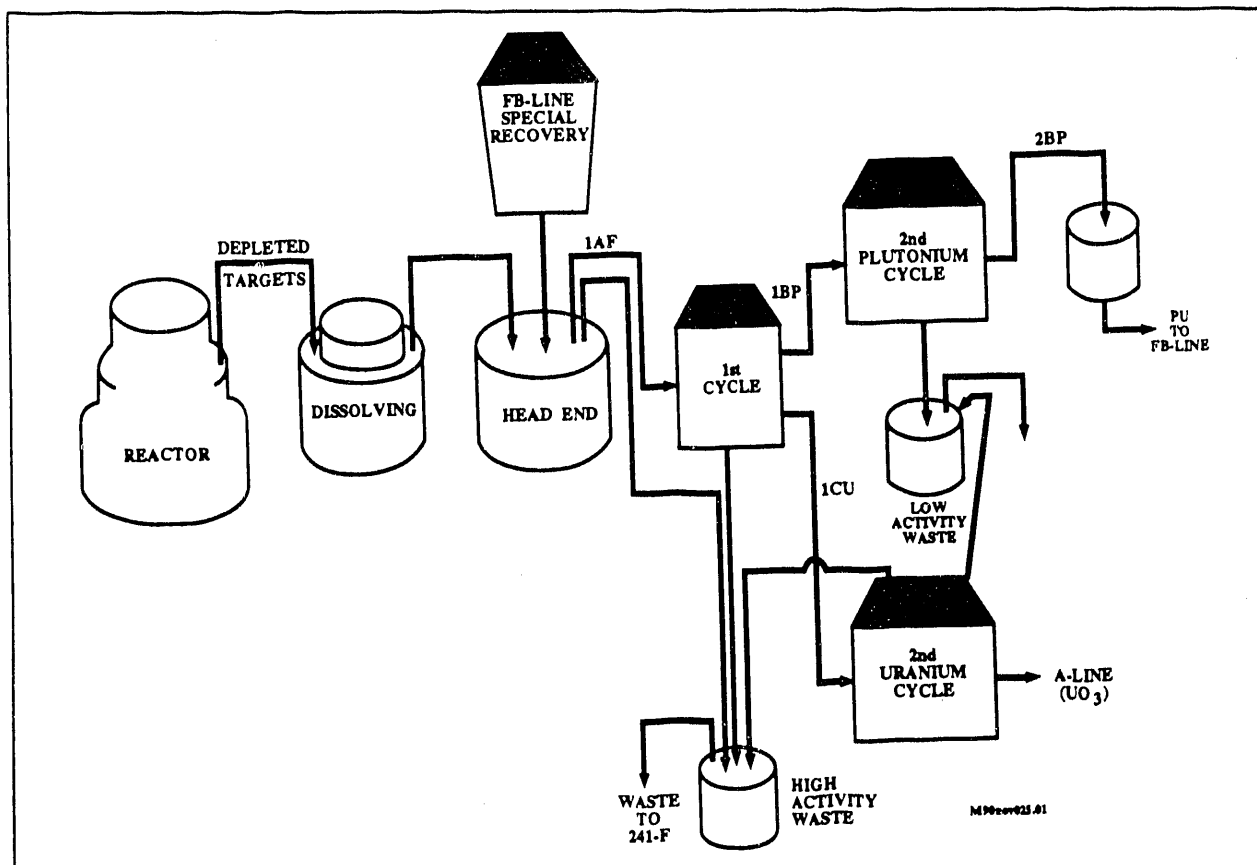 FB-LINE
SPECIAL
RECOVERY
DEPLETED
TARGETS
REACTOR
DISSOLVING
HEAD END
1AF
1st
CYCLE
1BP
1CU
2nd
PLUTONIUM
CYCLE
2BP
PU
TO
FB-LINE
LOW
ACTIVITY
WASTE
2nd
URANIUM
CYCLE
A-LINE
(UO3)
WASTE
TO
241-F
HIGH
ACTIVITY
WASTE